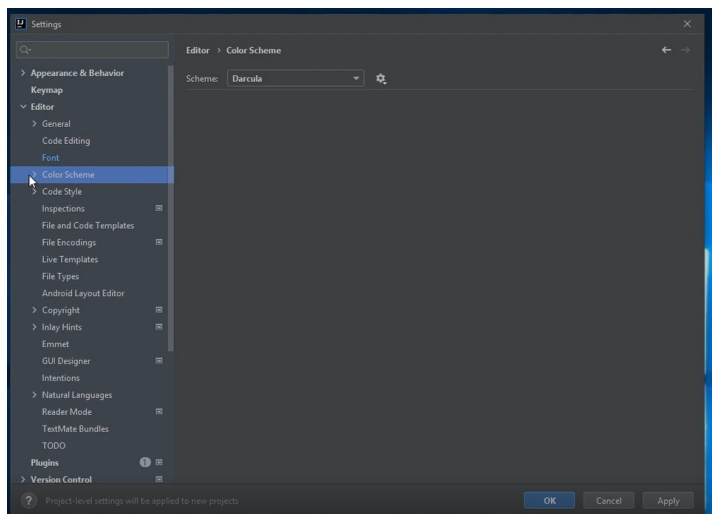 Settings
Editor › Color Scheme
Scheme: Darcula
Appearance & Behavior
Keymap
Editor
General
Code Editing
Font
Color Scheme
Code Style
Inspections
File and Code Templates
File Encodings
Live Templates
File Types
Android Layout Editor
Copyright
Inlay Hints
Emmet
GUI Designer
Intentions
Natural Languages
Reader Mode
TextMate Bundles
TODO
Plugins 1
Version Control
? Project-level settings will be applied to new projects
OK Cancel Apply